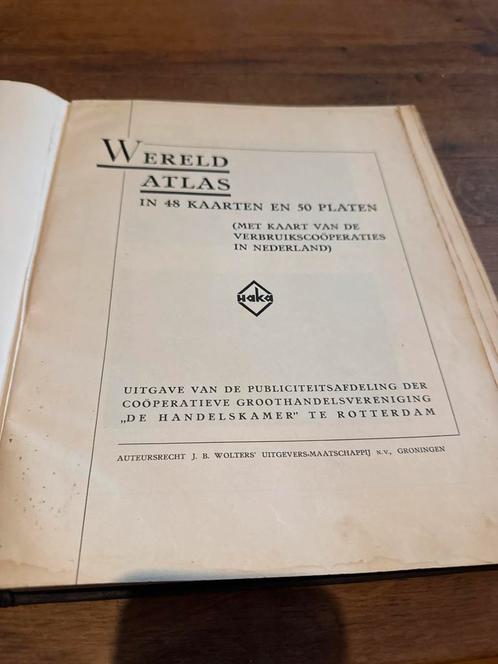 WERELD
ATLAS
IN 48 KAARTEN EN 50 PLATEN
(MET KAART VAN DE
VERBRUIKSCOÖPERATIES
IN NEDERLAND)
HaKa
UITGAVE VAN DE PUBLICITEITSAFDELING DER
COÖPERATIEVE GROOTHANDELSVERENIGING
„DE HANDELSKAMER" TE ROTTERDAM
AUTEURSRECHT J. B. WOLTERS' UITGEVERS-MAATSCHAPPIJ N.V., GRONINGEN